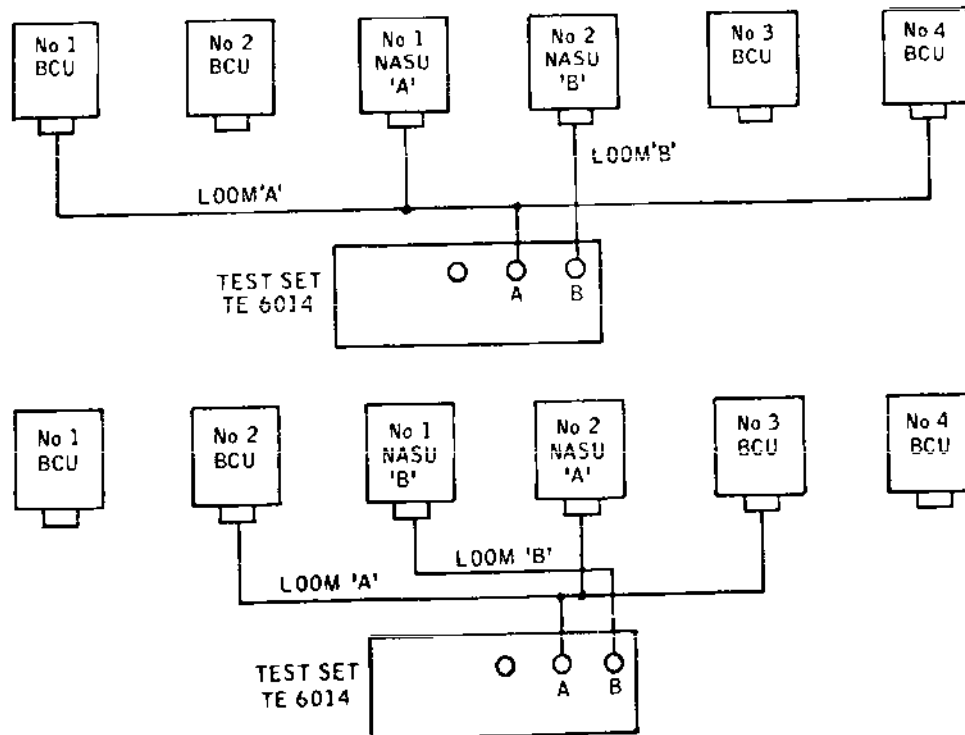 No 1
BCU
No 2
BCU
No 1
NASU
'A'
No 2
NASU
'B'
No 3
BCU
No 4
BCU
LOOM 'A'
LOOM 'B'
TEST SET
TE 6014
A
B
No 1
BCU
No 2
BCU
No 1
NASU
'B'
No 2
NASU
'A'
No 3
BCU
No 4
BCU
LOOM 'B'
LOOM 'A'
TEST SET
TE 6014
A
B